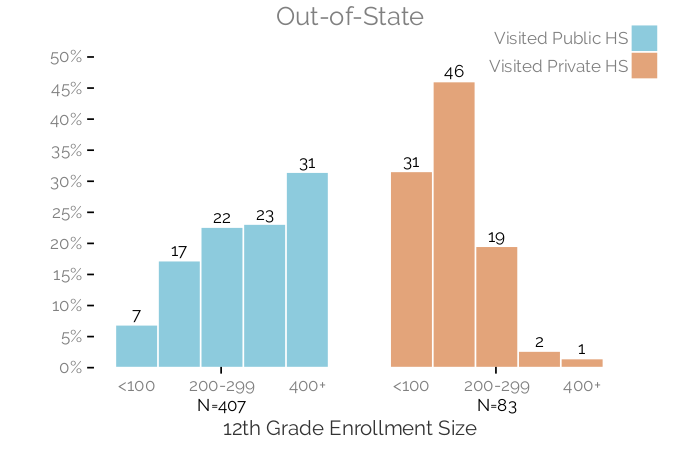 Out-of-State
Visited Public HS
Visited Private HS
50%
45%
40%
35%
30%
25%
20%
15%
10%
5%
0%
7
17
22
23
31
31
46
19
2
1
<100 200-299 400+
<100 200-299 400+
N=407
N=83
12th Grade Enrollment Size